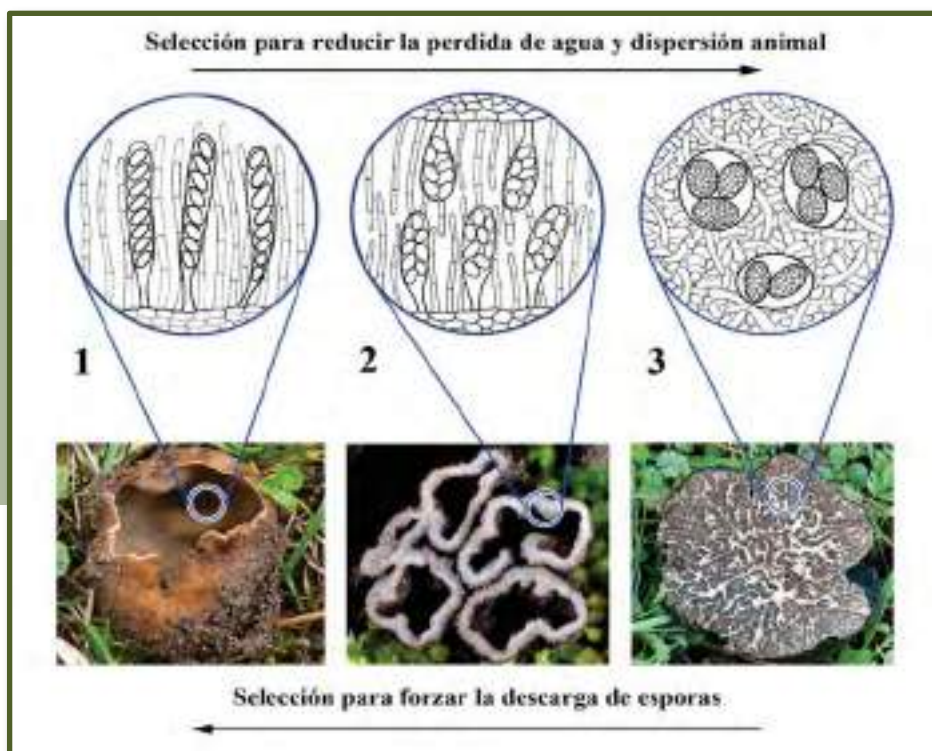 Selección para reducir la perdida de agua y dispersión animal
1
2
3
Selección para forzar la descarga de esporas